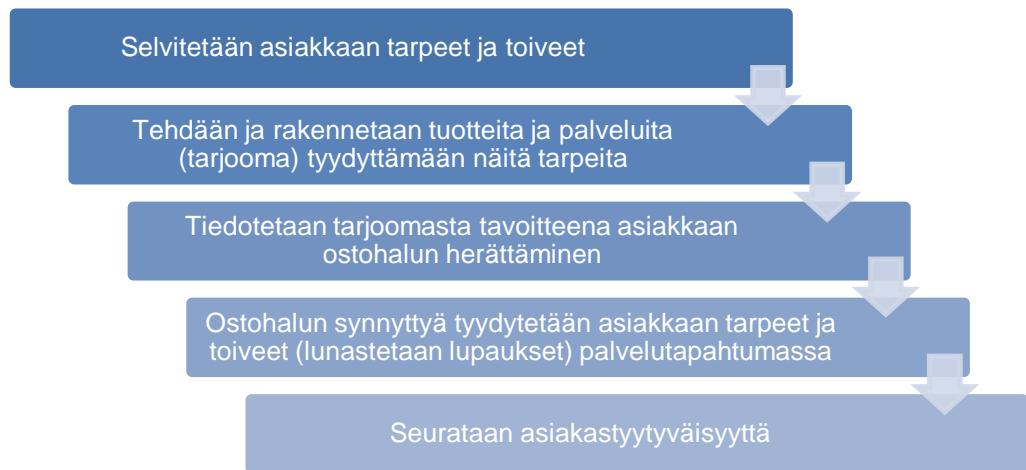 Selvitetään asiakkaan tarpeet ja toiveet
Tehdään ja rakennetaan tuotteita ja palveluita
(tarjooma) tyydyttämään näitä tarpeita
Tiedotetaan tarjoomasta tavoitteena asiakkaan
ostohalun herättäminen
Ostohalun synnyttyä tyydytetään asiakkaan tarpeet ja
toiveet (lunastetaan lupaukset) palvelutapahtumassa
Seurataan asiakastyytyväisyyttä